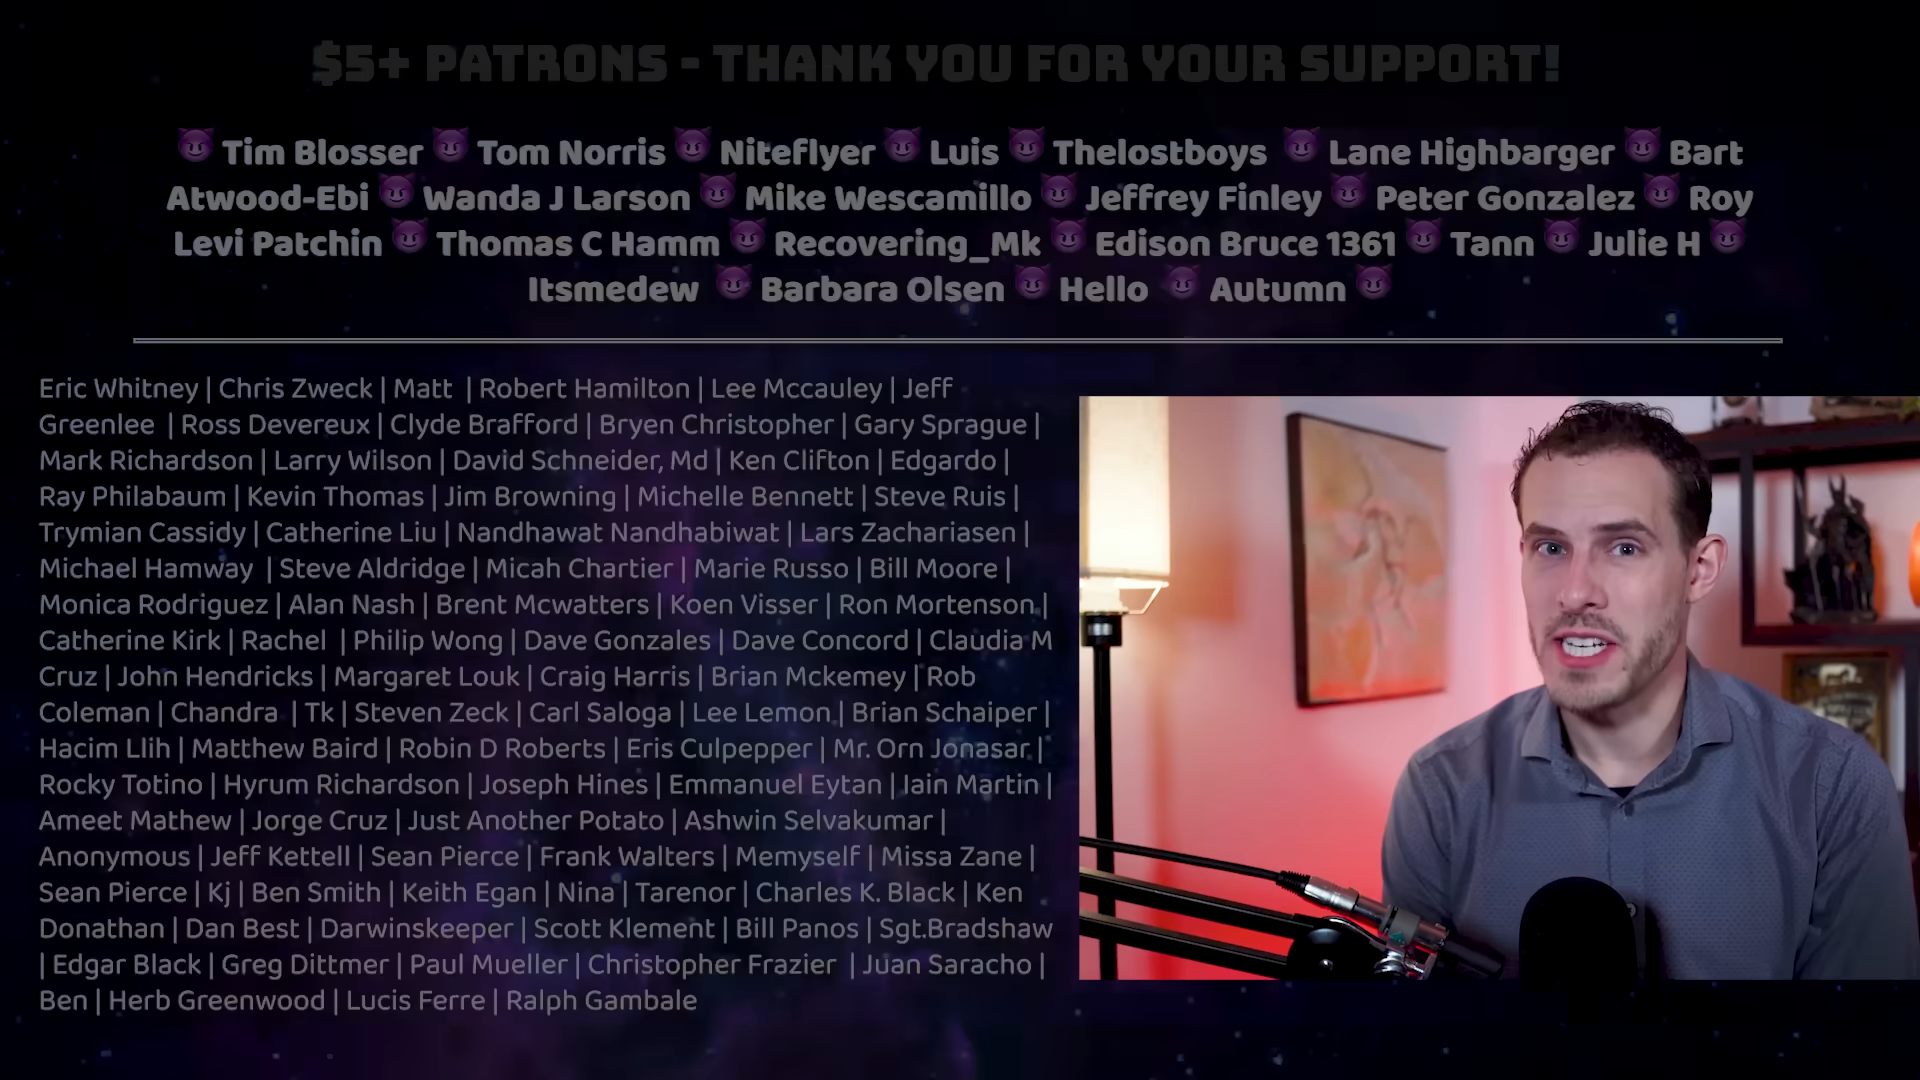 $5+ PATRONS - THANK YOU FOR YOUR SUPPORT!
😈 Tim Blosser 😈 Tom Norris 😈 Niteflyer 😈 Luis 😈 Thelostboys 😈 Lane Highbarger 😈 Bart
Atwood-Ebi 😈 Wanda J Larson 😈 Mike Wescamillo 😈 Jeffrey Finley 😈 Peter Gonzalez 😈 Roy
Levi Patchin 😈 Thomas C Hamm 😈 Recovering_Mk 😈 Edison Bruce 1361 😈 Tann 😈 Julie H 😈
Itsmedew 😈 Barbara Olsen 😈 Hello 😈 Autumn 😈
Eric Whitney | Chris Zweck | Matt | Robert Hamilton | Lee Mccauley | Jeff
Greenlee | Ross Devereux | Clyde Brafford | Bryen Christopher | Gary Sprague |
Mark Richardson | Larry Wilson | David Schneider, Md | Ken Clifton | Edgardo |
Ray Philabaum | Kevin Thomas | Jim Browning | Michelle Bennett | Steve Ruis |
Trymian Cassidy | Catherine Liu | Nandhawat Nandhabiwat | Lars Zachariasen |
Michael Hamway | Steve Aldridge | Micah Chartier | Marie Russo | Bill Moore |
Monica Rodriguez | Alan Nash | Brent Mcwatters | Koen Visser | Ron Mortenson |
Catherine Kirk | Rachel | Philip Wong | Dave Gonzales | Dave Concord | Claudia M
Cruz | John Hendricks | Margaret Louk | Craig Harris | Brian Mckemey | Rob
Coleman | Chandra | Tk | Steven Zeck | Carl Saloga | Lee Lemon | Brian Schaiper |
Hacim Llih | Matthew Baird | Robin D Roberts | Eris Culpepper | Mr. Orn Jonasar |
Rocky Totino | Hyrum Richardson | Joseph Hines | Emmanuel Eytan | Iain Martin |
Ameet Mathew | Jorge Cruz | Just Another Potato | Ashwin Selvakumar |
Anonymous | Jeff Kettell | Sean Pierce | Frank Walters | Memyself | Missa Zane |
Sean Pierce | Kj | Ben Smith | Keith Egan | Nina | Tarenor | Charles K. Black | Ken
Donathan | Dan Best | Darwinskeeper | Scott Klement | Bill Panos | Sgt.Bradshaw
| Edgar Black | Greg Dittmer | Paul Mueller | Christopher Frazier | Juan Saracho |
Ben | Herb Greenwood | Lucis Ferre | Ralph Gambale